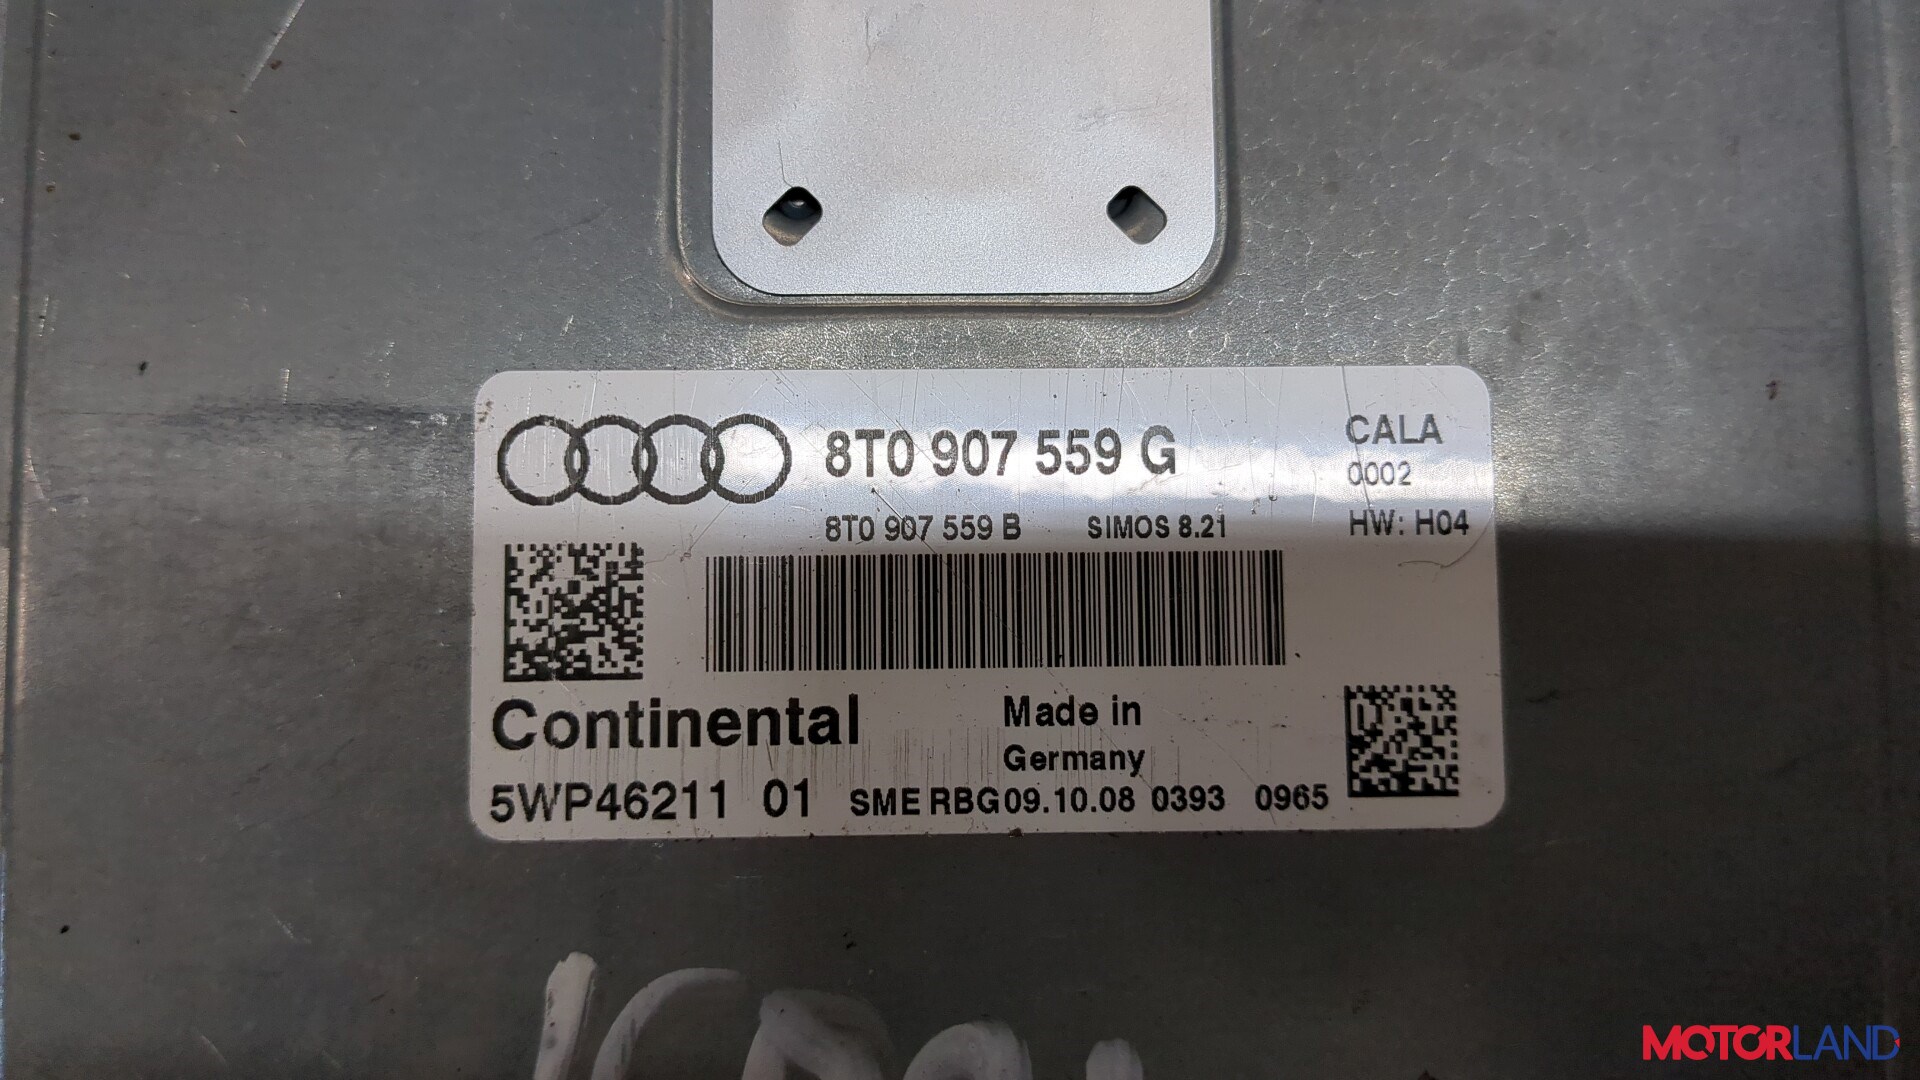 8T0 907 559 G
CALA
0002
8T0 907 559 B SIMOS 8.21 HW: H04
Continental
Made in
Germany
5WP46211 01 SME RBG09.10.08 0393 0965
MOTORLAND